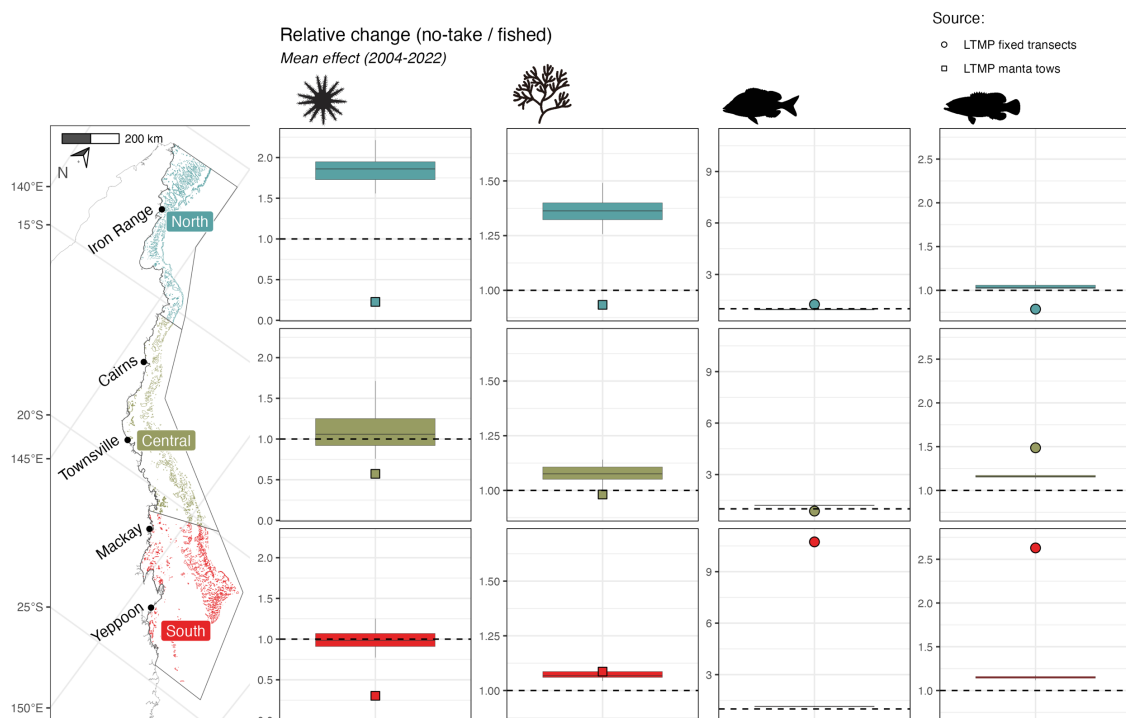 Source:
LTMP fixed transects
LTMP manta tows
Relative change (no-take / fished)
Mean effect (2004-2022)
200 km
N
140°E
15°S
20°S
145°E
25°S
150°E
Iron Range
North
Cairns
Townsville
Central
Mackay
Yeppoon
South
2.0
1.5
1.0
0.5
0.0
1.50
1.25
1.00
9
6
3
2.5
2.0
1.5
1.0
2.0
1.5
1.0
0.5
0.0
1.50
1.25
1.00
9
6
3
2.5
2.0
1.5
1.0
2.0
1.5
1.0
0.5
0.0
1.50
1.25
1.00
9
6
3
2.5
2.0
1.5
1.0